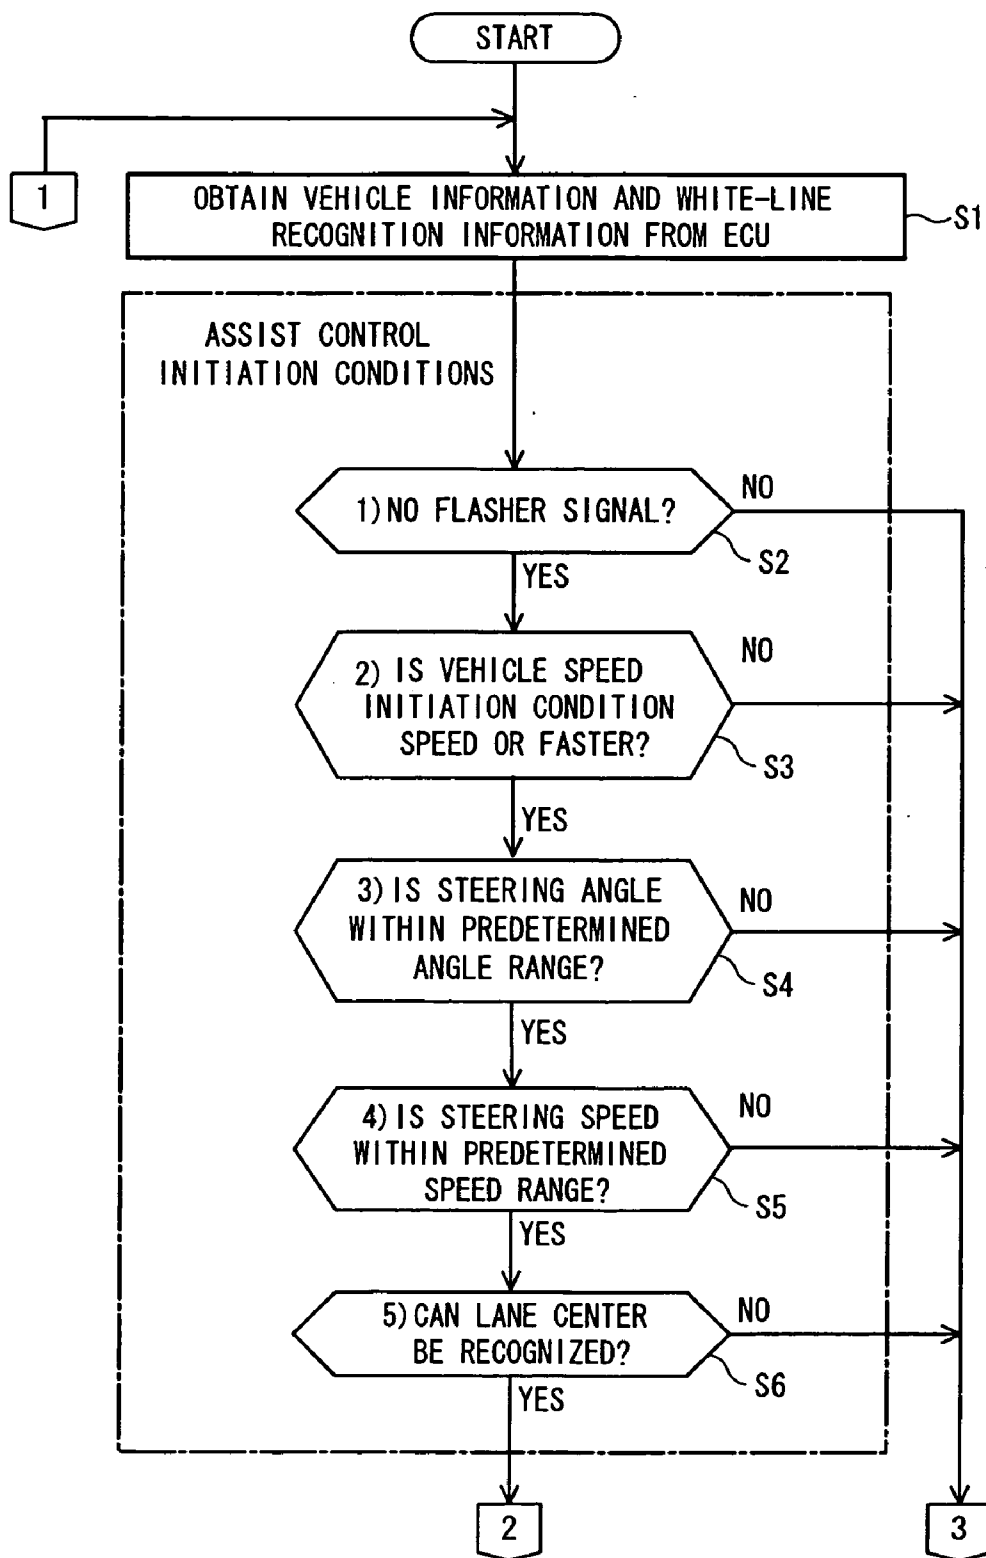 START
1
OBTAIN VEHICLE INFORMATION AND WHITE-LINE
RECOGNITION INFORMATION FROM ECU
S1
ASSIST CONTROL
INITIATION CONDITIONS
1) NO FLASHER SIGNAL?
NO
S2
YES
2) IS VEHICLE SPEED
INITIATION CONDITION
SPEED OR FASTER?
NO
S3
YES
3) IS STEERING ANGLE
WITHIN PREDETERMINED
ANGLE RANGE?
NO
S4
YES
4) IS STEERING SPEED
WITHIN PREDETERMINED
SPEED RANGE?
NO
S5
YES
5) CAN LANE CENTER
BE RECOGNIZED?
NO
S6
YES
2
3